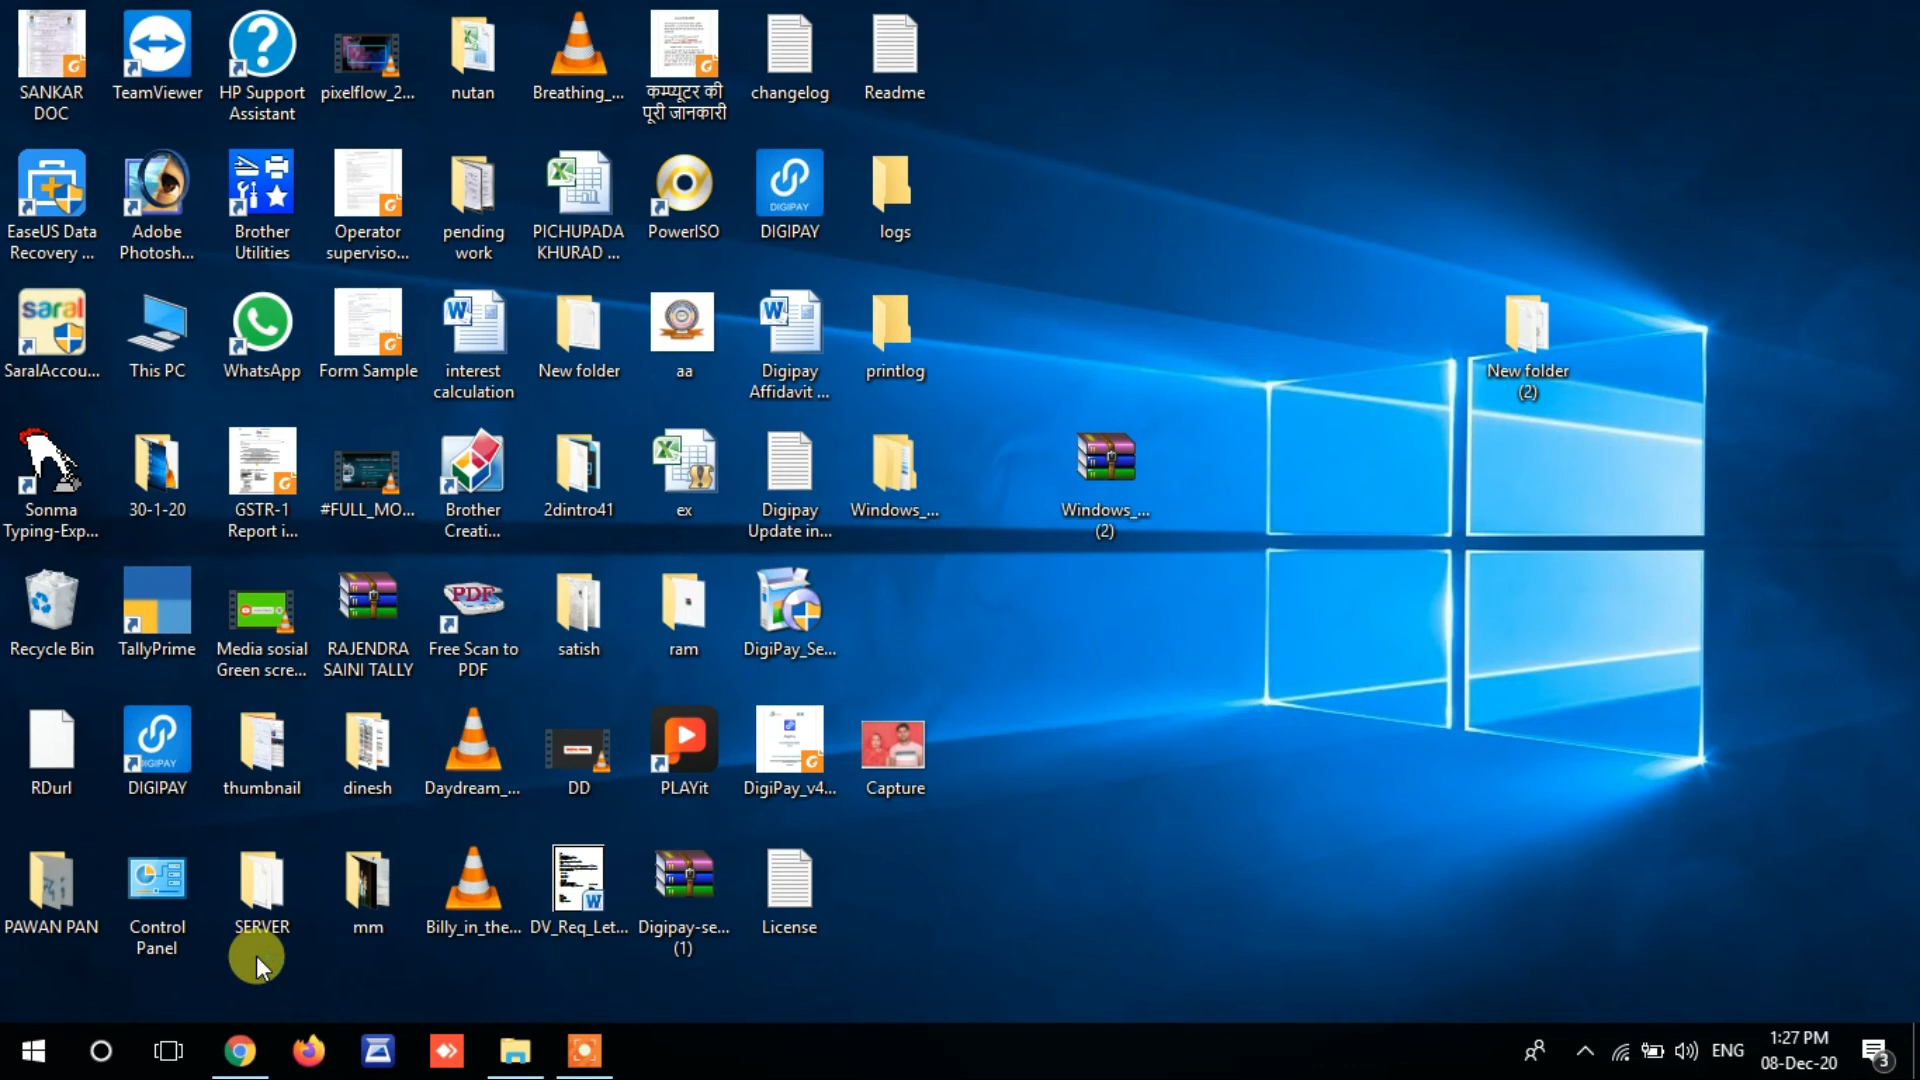 SANKAR
DOC
TeamViewer
HP Support
Assistant
pixelflow_2...
nutan
Breathing_...
कम्प्यूटर की
पूरी जानकारी
changelog
Readme
EaseUS Data
Recovery ...
Adobe
Photosh...
Brother
Utilities
Operator
superviso...
pending
work
PICHUPADA
KHURAD ...
PowerISO
DIGIPAY
DIGIPAY
logs
saral
SaralAccou...
This PC
WhatsApp
Form Sample
interest
calculation
New folder
aa
Digipay
Affidavit ...
printlog
New folder
(2)
Sonma
Typing-Exp...
30-1-20
GSTR-1
Report i...
#FULL_MO...
Brother
Creati...
2dintro41
ex
Digipay
Update in...
Windows_...
Windows_...
(2)
Recycle Bin
TallyPrime
Media sosial
Green scre...
RAJENDRA
SAINI TALLY
PDF
Free Scan to
PDF
satish
ram
DigiPay_Se...
RDurl
DIGIPAY
DIGIPAY
thumbnail
dinesh
Daydream_...
DD
PLAYit
DigiPay_v4...
Capture
PAWAN PAN
Control
Panel
SERVER
mm
Billy_in_the...
DV_Req_Let...
Digipay-se...
(1)
License
ENG
1:27 PM
08-Dec-20
3